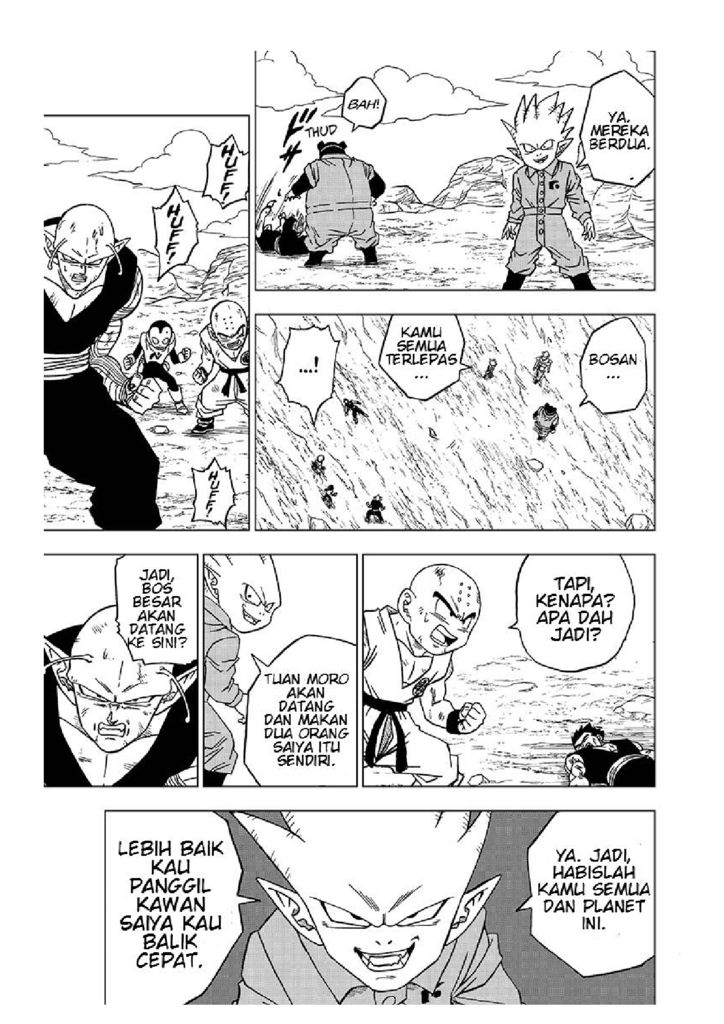 YA.
MEREKA
BERDUA.
BAH!
THUD
ドサ
HUFF!
HUFF!
HUFF!
BOSAN
...
KAMU
SEMUA
TERLEPAS
...
...!
TAPI,
KENAPA?
APA DAH
JADI?
TUAN MORO
AKAN
DATANG
DAN MAKAN
DUA ORANG
SAIYA ITU
SENDIRI.
JADI,
BOS
BESAR
AKAN
DATANG
KE SINI?
YA. JADI,
HABISLAH
KAMU SEMUA
DAN PLANET
INI.
LEBIH BAIK
KAU
PANGGIL
KAWAN
SAIYA KAU
BALIK
CEPAT.